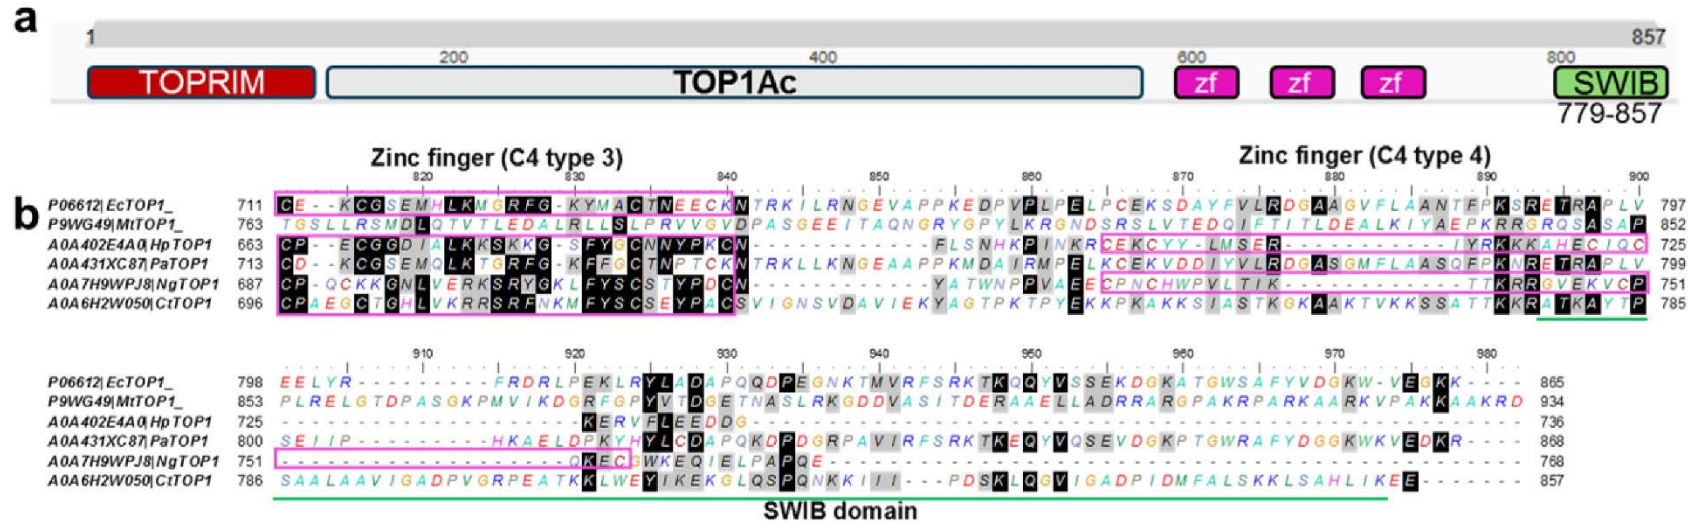 a
1 857
200 400 600 800
TOPRIM TOP1Ac zf zf zf SWIB
779-857
b
Zinc finger (C4 type 3) Zinc finger (C4 type 4)
820 830 840 850 860 870 880 890 900
P06612|EcTOP1_ 711 CE--KCGSEMHLKMGRFG-KYMACTNEECKNTRKILRNGEVAPPKEDPVPLPELPCEKSDAYFVLRDGAAGVFLAANTFPKSRETRAPLV 797
P9WG49|MtTOP1_ 763 TGSLLRSMDLQTVTLEDALRLLSLPRVVGVDPASGEEITAQNGRYGPYLKRGNDSRSLVTEDQIFTITLDEALKIYAEPKRRGRQSASAP 852
A0A402E4A0|HpTOP1 663 CP--ECGGDIALKKSKKG-SFYGCNNYPKCN------------FLSNHKPINKRCEKCYY-LMSER-----------IYRKKKAHECIQC 725
A0A431XC87|PaTOP1 713 CD--KCGSEMQLKTGRFG-KFFGCTNPTCKNTRKLLKNGEAAPPKMDAIRMPELKCEKVDDIYVLRDGASGMFLAASQFPKNRETRAPLV 799
A0A7H9WPJ8|NgTOP1 687 CP-QCKKGNLVERKSRYGKLFYSCSTYPDCN------------YATWNPVAEECPNCHWPVLTIK------------TTKRRGVEKVCP 751
A0A6H2W050|CtTOP1 696 CPAEGCTGHLVKRRSRFNKMFYSCSEYPACSVIGNSVDAVIEKYAGTPKTPYEKKPAKKASASTKGKAAKTVKKSSATTKKRATKAYTP 785
910 920 930 940 950 960 970 980
P06612|EcTOP1_ 798 EELYR---------FRDRLPEKLRYLADAPQQDPEGNKTMVRFSRKTKQQYVSSEKDGKATGWSAFYVDGKW-VEGKK---- 865
P9WG49|MtTOP1_ 853 PLRELGTDPASGKPMVIKDGRFGPYVTDGETNASLRKGDDVASITDERAAELLADRRARGPAKRPARKAARKVPAKKAAKRD 934
A0A402E4A0|HpTOP1 725 --------------------KERVFLEEDDG--------------------------------------------------- 736
A0A431XC87|PaTOP1 800 SEIIP---------HKAELDPKYHYLCDAPQKDPDGRPAVIRFSRKTKEQYVQSEVDGKPTGWRAFYDGGKWKVEDKR---- 868
A0A7H9WPJ8|NgTOP1 751 -------------------QKECGWKEQIELPAPQE---------------------------------------------- 768
A0A6H2W050|CtTOP1 786 SAALAAVIGADPVGRPEATKKLWEYIKEKGLQSPQNKKIII---PDSKLQGVIGADPIDMFALSKKLSAHLIKEE------- 857
SWIB domain